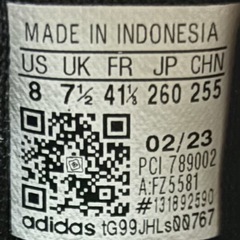 MADE IN INDONESIA
US UK FR JP CHN
8 7½ 41⅓ 260 255
02/23
PCI 789002
A:FZ5581
#131892590
adidas tG99JHLs00767